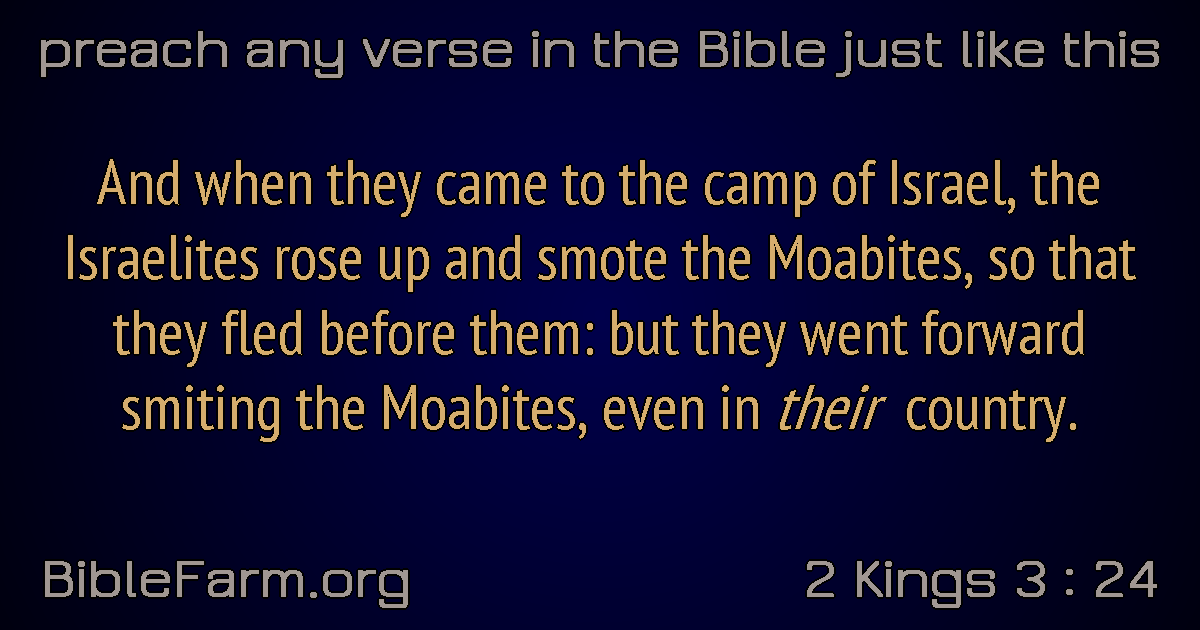 preach any verse in the Bible just like this
And when they came to the camp of Israel, the
Israelites rose up and smote the Moabites, so that
they fled before them: but they went forward
smiting the Moabites, even in their country.
BibleFarm.org
2 Kings 3 : 24